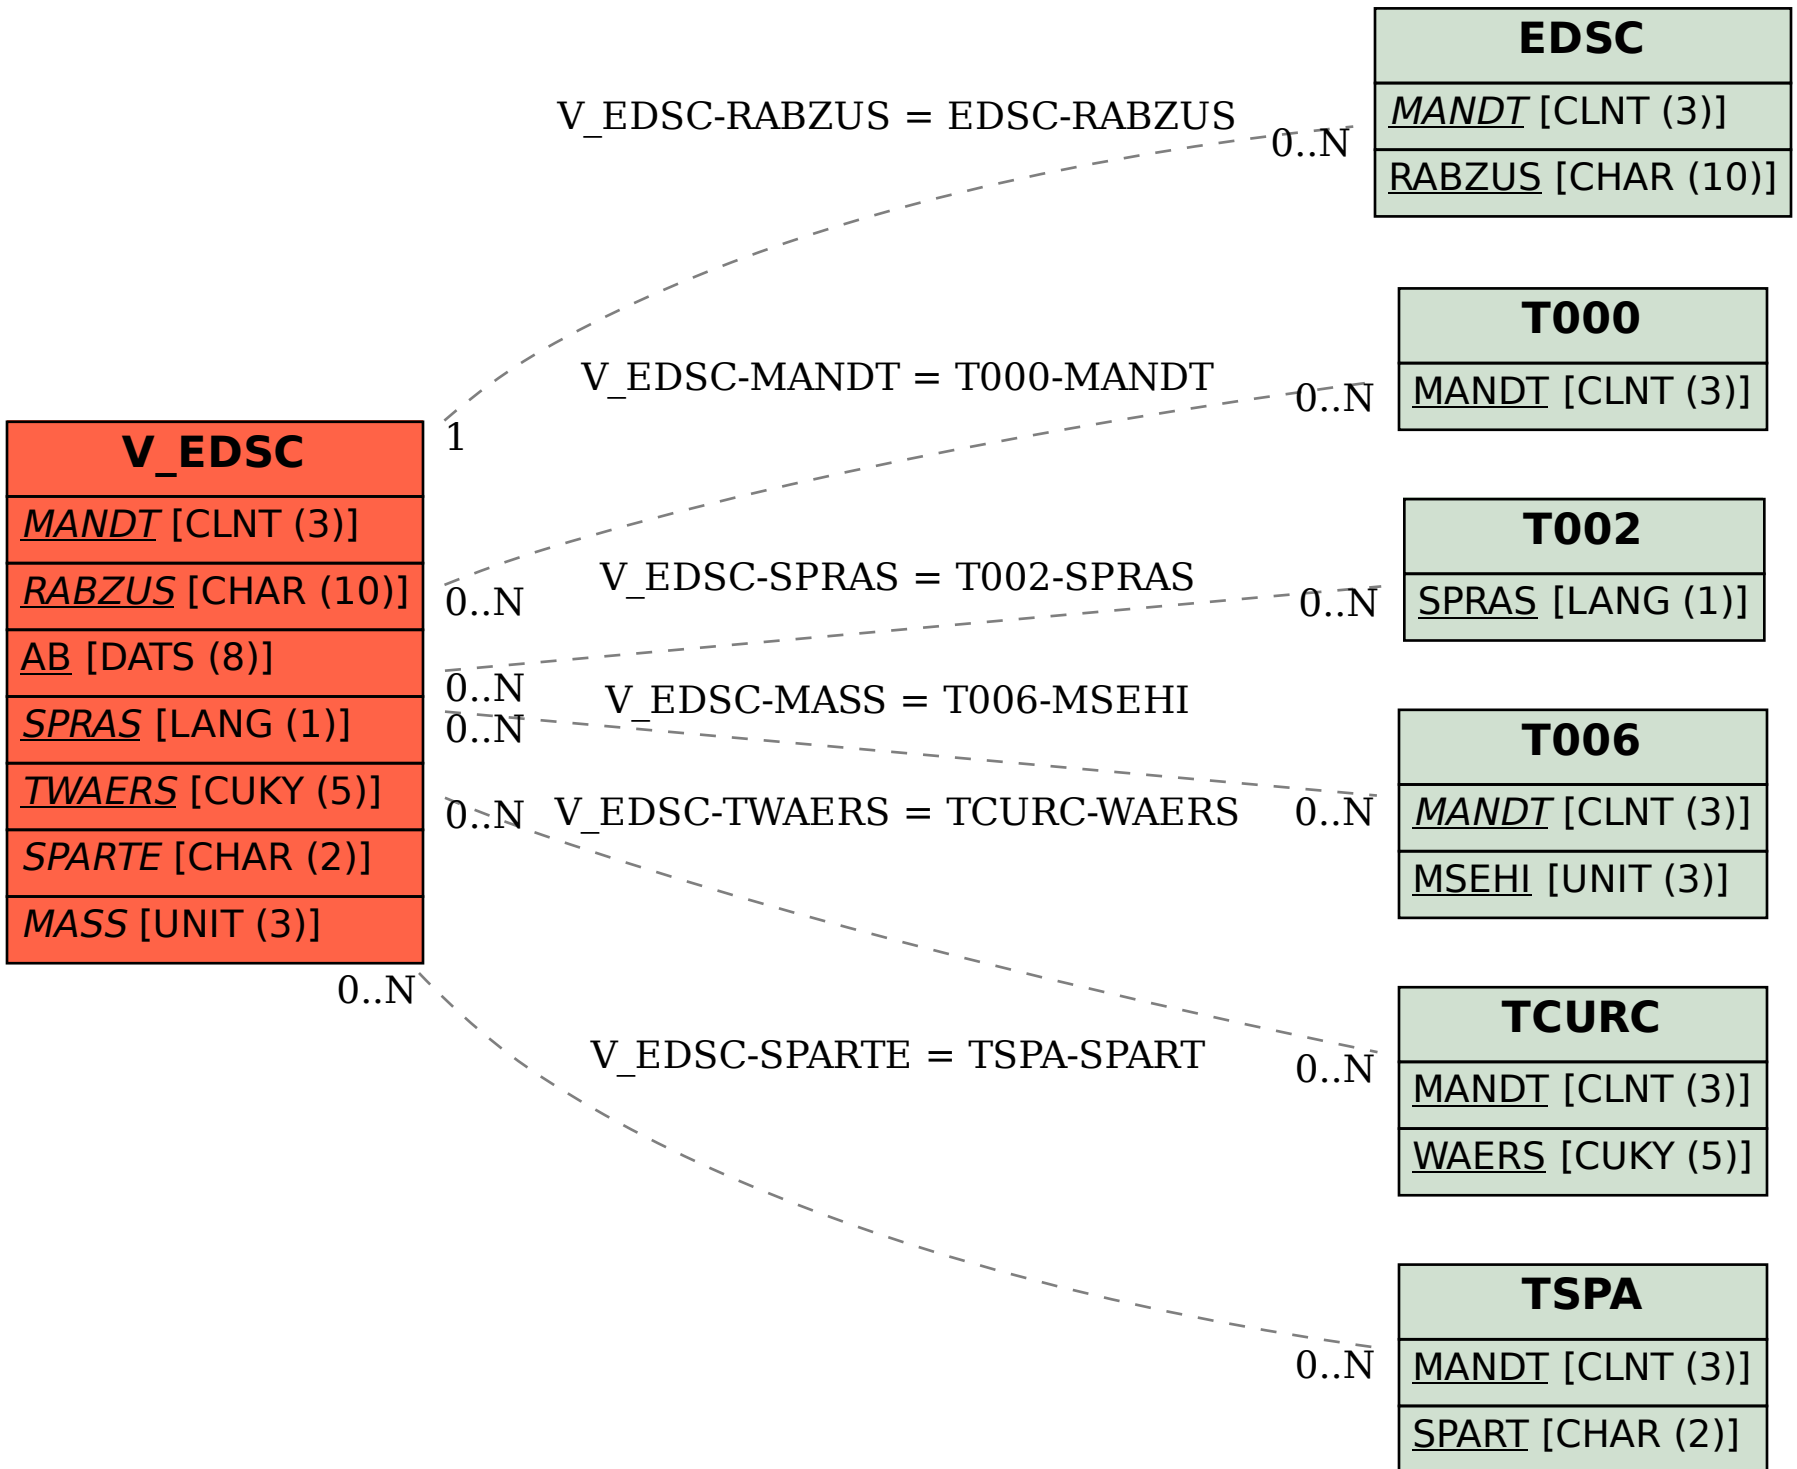 V_EDSC
MANDT [CLNT (3)]
RABZUS [CHAR (10)]
AB [DATS (8)]
SPRAS [LANG (1)]
TWAERS [CUKY (5)]
SPARTE [CHAR (2)]
MASS [UNIT (3)]
V_EDSC-RABZUS = EDSC-RABZUS
0..N
1
V_EDSC-MANDT = T000-MANDT
0..N
0..N
V_EDSC-SPRAS = T002-SPRAS
0..N
0..N
V_EDSC-MASS = T006-MSEHI
0..N
0..N
V_EDSC-TWAERS = TCURC-WAERS
0..N
0..N
V_EDSC-SPARTE = TSPA-SPART
0..N
0..N
EDSC
MANDT [CLNT (3)]
RABZUS [CHAR (10)]
T000
MANDT [CLNT (3)]
T002
SPRAS [LANG (1)]
T006
MANDT [CLNT (3)]
MSEHI [UNIT (3)]
TCURC
MANDT [CLNT (3)]
WAERS [CUKY (5)]
TSPA
MANDT [CLNT (3)]
SPART [CHAR (2)]